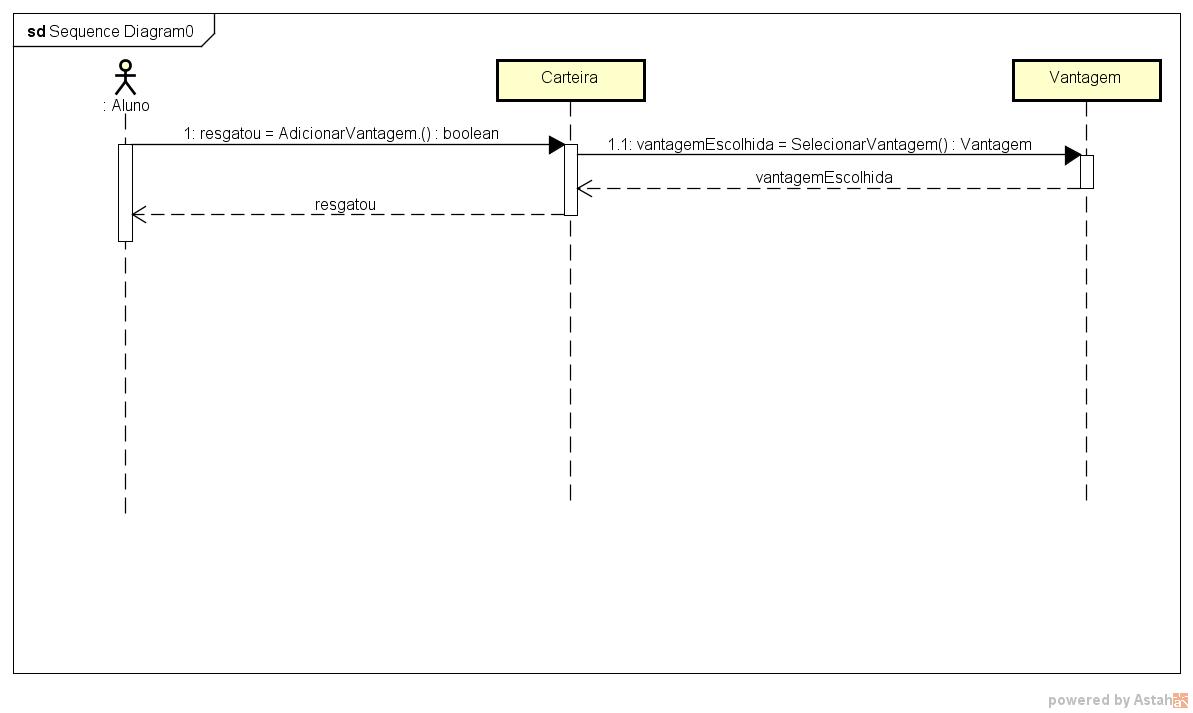 sd Sequence Diagram0
: Aluno
Carteira
Vantagem
1: resgatou = AdicionarVantagem.() : boolean
1.1: vantagemEscolhida = SelecionarVantagem() : Vantagem
vantagemEscolhida
resgatou
powered by Astah